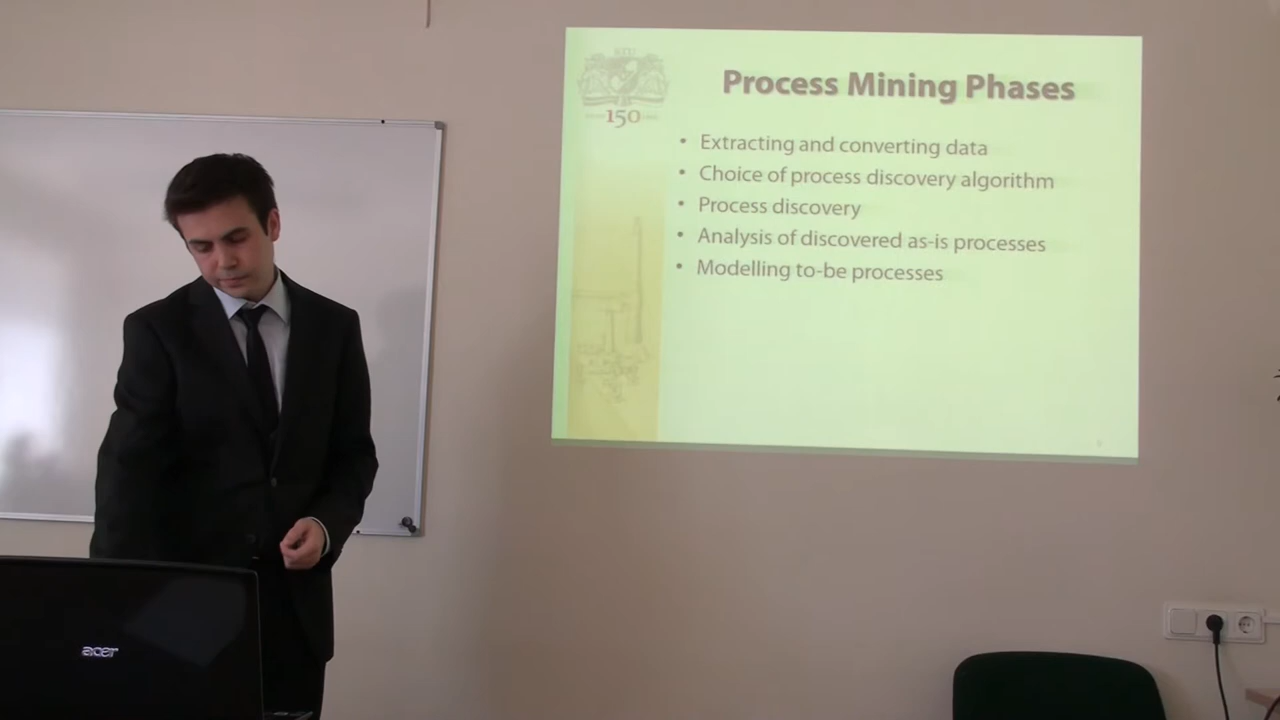 Process Mining Phases
150
• Extracting and converting data
• Choice of process discovery algorithm
• Process discovery
• Analysis of discovered as-is processes
• Modelling to-be processes
acer